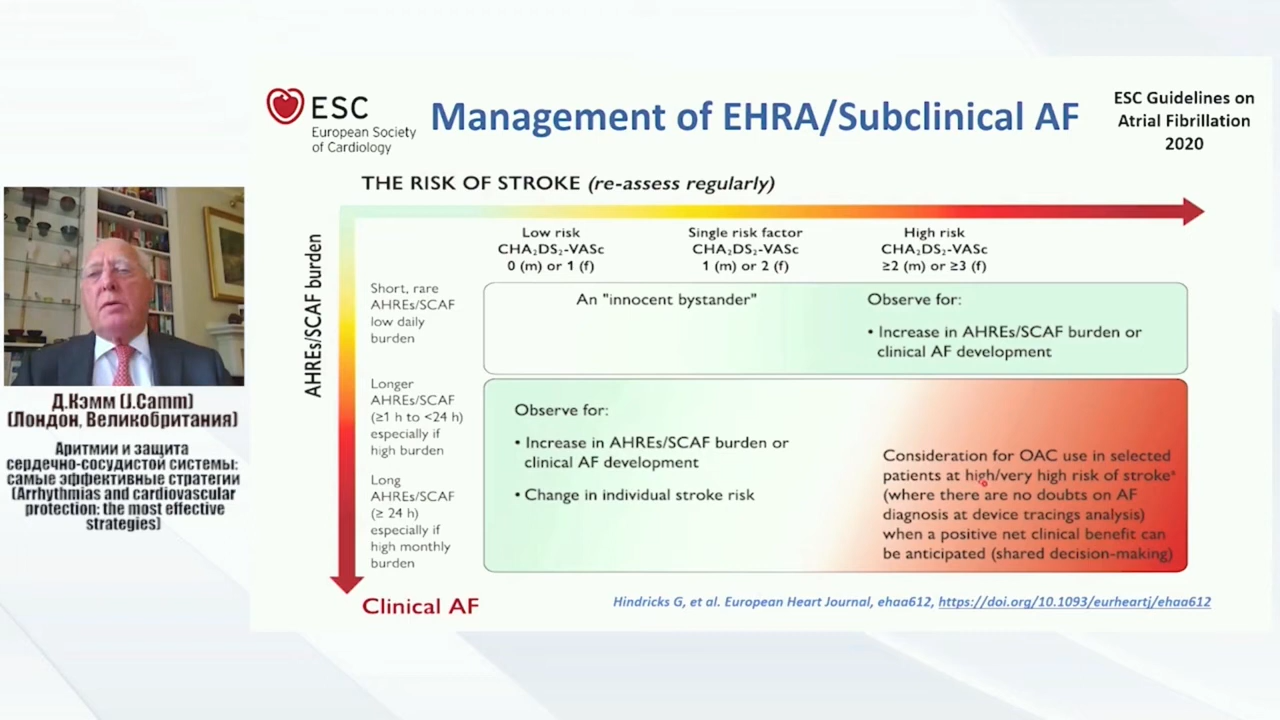 ESC
European Society
of Cardiology
Management of EHRA/Subclinical AF
ESC Guidelines on
Atrial Fibrillation
2020
THE RISK OF STROKE (re-assess regularly)
AHREs/SCAF burden
Low risk
CHA₂DS₂-VASc
0 (m) or 1 (f)
Single risk factor
CHA₂DS₂-VASc
1 (m) or 2 (f)
High risk
CHA₂DS₂-VASc
≥2 (m) or ≥3 (f)
Short, rare
AHREs/SCAF
low daily
burden
An "innocent bystander"
Observe for:
• Increase in AHREs/SCAF burden or
clinical AF development
Longer
AHREs/SCAF
(≥1 h to <24 h)
especially if
high burden
Long
AHREs/SCAF
(≥ 24 h)
especially if
high monthly
burden
Observe for:
• Increase in AHREs/SCAF burden or
clinical AF development
• Change in individual stroke risk
Consideration for OAC use in selected
patients at high/very high risk of stroke*
(where there are no doubts on AF
diagnosis at device tracings analysis)
when a positive net clinical benefit can
be anticipated (shared decision-making)
Clinical AF
Hindricks G, et al. European Heart Journal, ehaa612, https://doi.org/10.1093/eurheartj/ehaa612
Д.Кэмм (J.Camm)
(Лондон, Великобритания)
Аритмии и защита
сердечно-сосудистой системы:
самые эффективные стратегии
(Arrhythmias and cardiovascular
protection: the most effective
strategies)